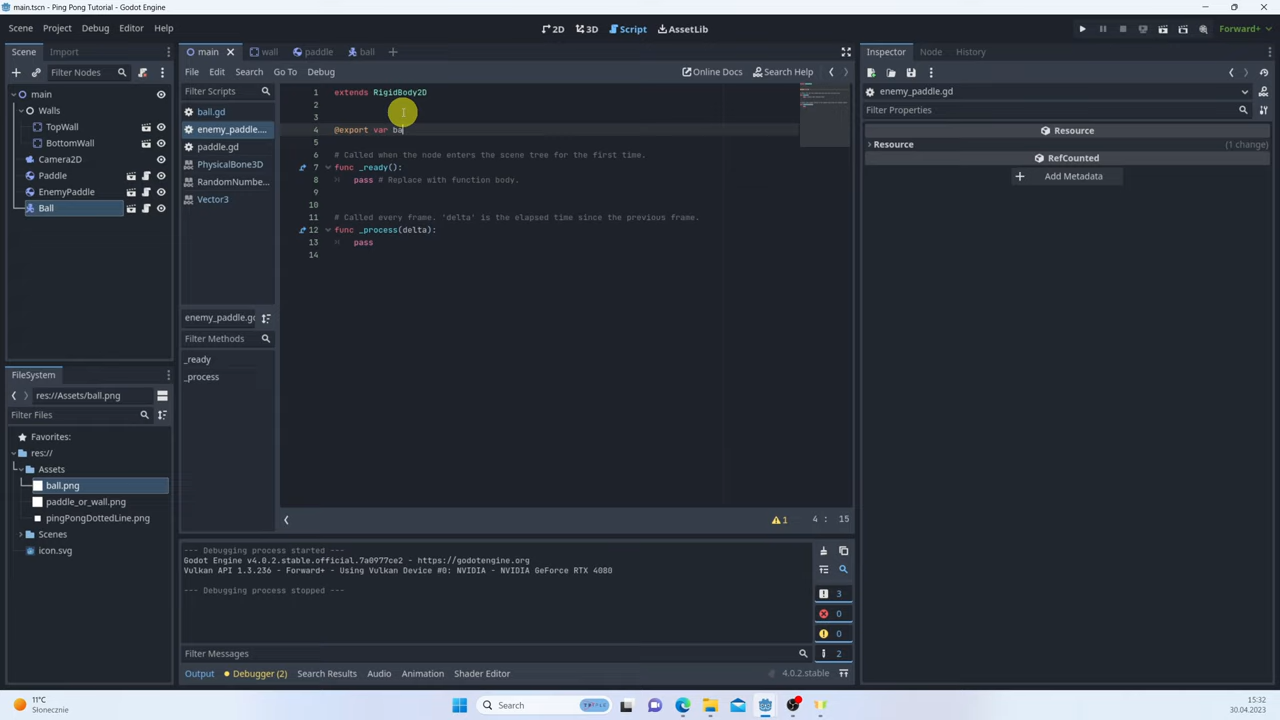 main.tscn - Ping Pong Tutorial - Godot Engine
Scene Project Debug Editor Help
2D 3D Script AssetLib
Forward+
Scene Import
Filter Nodes
main
Walls
TopWall
BottomWall
Camera2D
Paddle
EnemyPaddle
Ball
FileSystem
res://Assets/ball.png
Filter Files
Favorites:
res://
Assets
ball.png
paddle_or_wall.png
pingPongDottedLine.png
Scenes
icon.svg
main wall paddle ball
File Edit Search Go To Debug
Online Docs Search Help
Filter Scripts
ball.gd
enemy_paddle....
paddle.gd
PhysicalBone3D
RandomNumbe...
Vector3
enemy_paddle.gd
Filter Methods
_ready
_process
1 extends RigidBody2D
2
3
4 @export var ba
5
6 # Called when the node enters the scene tree for the first time.
7 func _ready():
8 pass # Replace with function body.
9
10
11 # Called every frame. 'delta' is the elapsed time since the previous frame.
12 func _process(delta):
13 pass
14
1 4 : 15
--- Debugging process started ---
Godot Engine v4.0.2.stable.official.7a0977ce2 - https://godotengine.org
Vulkan API 1.3.236 - Forward+ - Using Vulkan Device #0: NVIDIA - NVIDIA GeForce RTX 4080
--- Debugging process stopped ---
3
0
0
2
Filter Messages
Output Debugger (2) Search Results Audio Animation Shader Editor
4.0.2.stable
Inspector Node History
enemy_paddle.gd
Filter Properties
Resource
Resource (1 change)
RefCounted
Add Metadata
11°C
Słonecznie
Search
15:32
30.04.2023